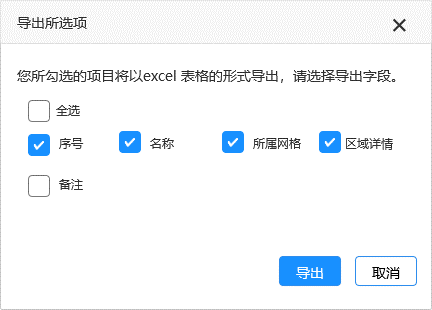 导出所选项
您所勾选的项目将以excel 表格的形式导出，请选择导出字段。
全选
序号 名称 所属网格 区域详情
备注
导出 取消